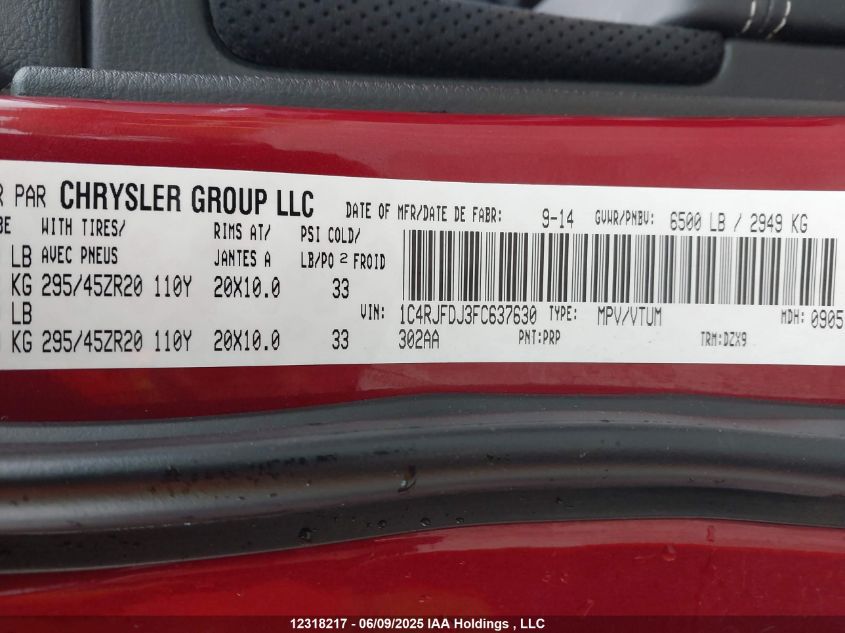 R PAR CHRYSLER GROUP LLC DATE OF MFR/DATE DE FABR: 9-14 GVWR/PNBV: 6500 LB / 2949 KG
BE WITH TIRES/ RIMS AT/ PSI COLD/
LB AVEC PNEUS JANTES A LB/PO ² FROID
KG 295/45ZR20 110Y 20X10.0 33
LB VIN: 1C4RJFDJ3FC637630 TYPE: MPV/VTUM MDH: 0905
KG 295/45ZR20 110Y 20X10.0 33 302AA PNT:PRP TRM:DZX9
12318217 - 06/09/2025 IAA Holdings , LLC